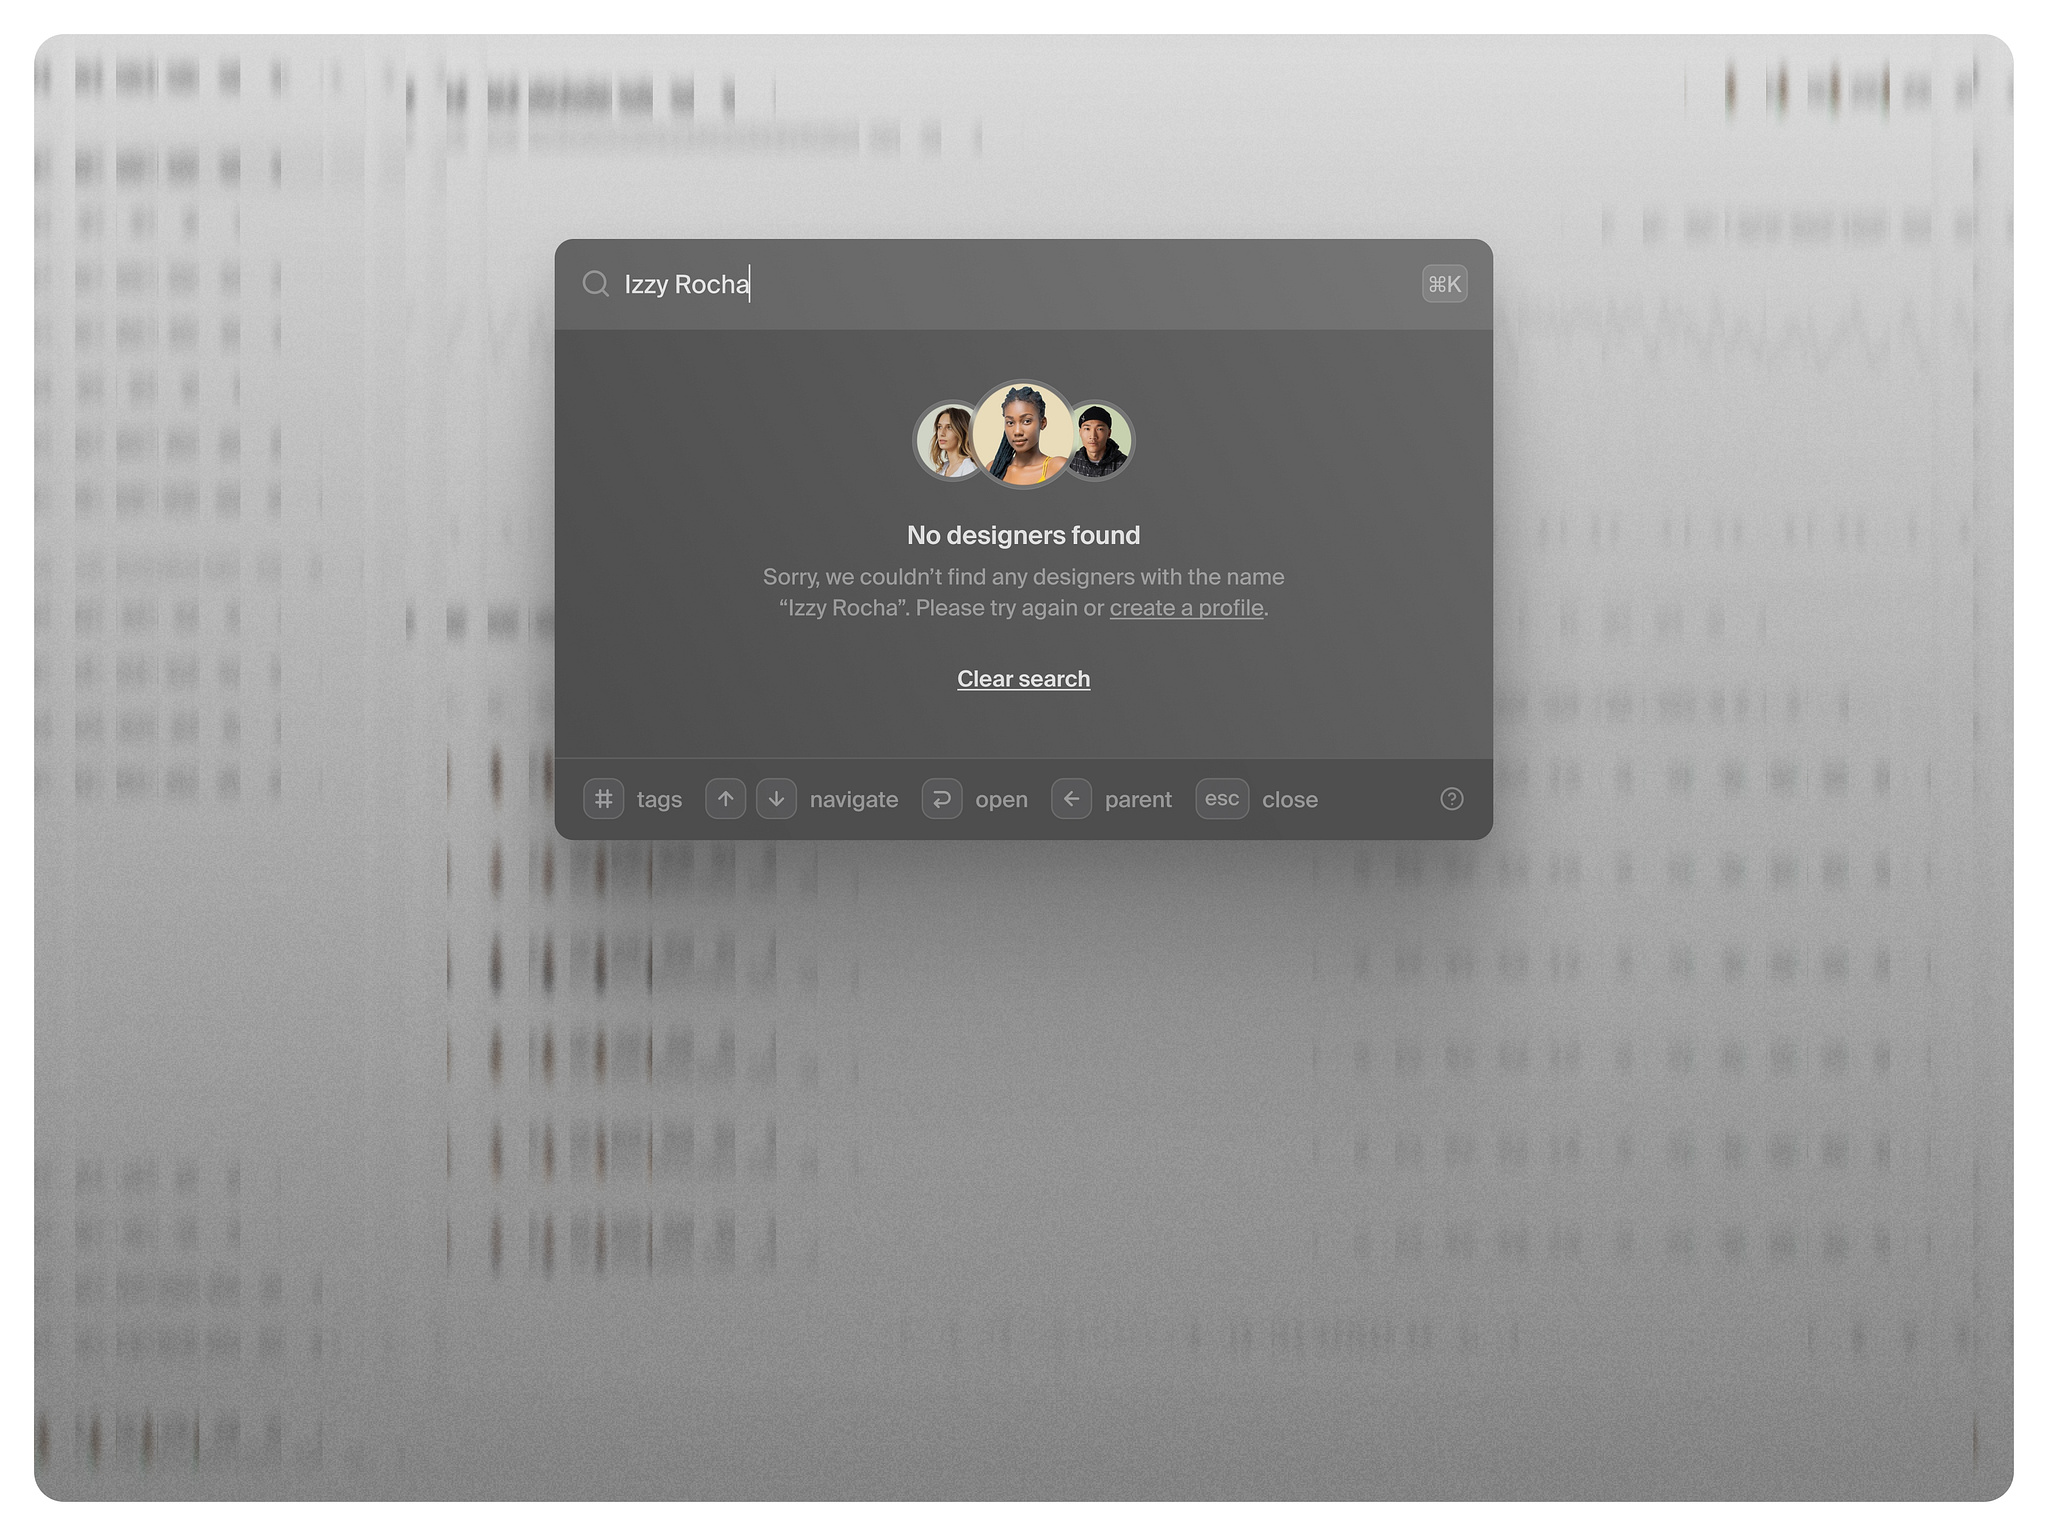 Izzy Rocha
⌘K
No designers found
Sorry, we couldn’t find any designers with the name
“Izzy Rocha”. Please try again or create a profile.
Clear search
# tags ↑ ↓ navigate open ← parent esc close ?